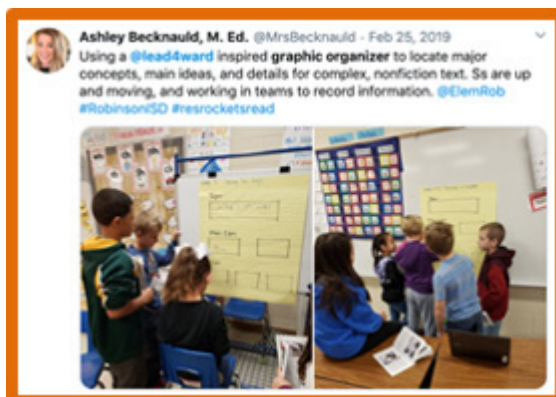 Ashley Becknauld, M. Ed. @MrsBecknauld · Feb 25, 2019
Using a @lead4ward inspired graphic organizer to locate major
concepts, main ideas, and details for complex, nonfiction text. Ss are up
and moving, and working in teams to record information. @ElemRob
#RobinsonISD #resrocketsread